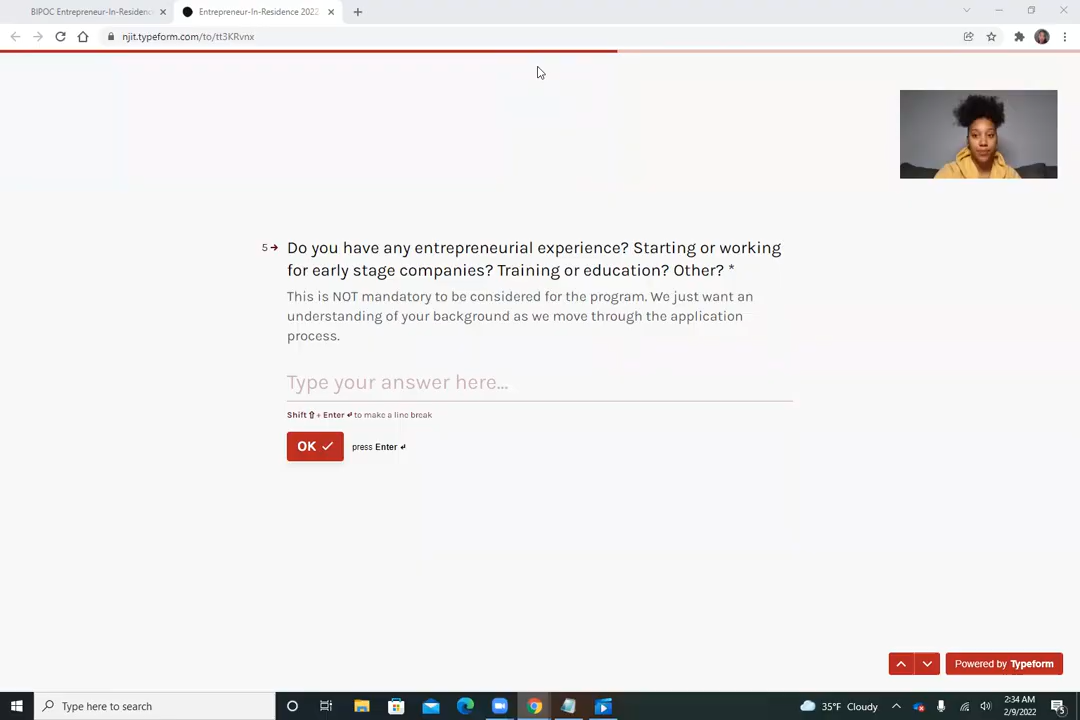 BIPOC Entrepreneur-In-Residenc
Entrepreneur-In-Residence 2022
njit.typeform.com/to/tt3KRvnx
5
Do you have any entrepreneurial experience? Starting or working
for early stage companies? Training or education? Other? *
This is NOT mandatory to be considered for the program. We just want an
understanding of your background as we move through the application
process.
Type your answer here...
Shift ⇧ + Enter ↵ to make a line break
OK
press Enter ↵
Powered by Typeform
Type here to search
35°F Cloudy
2:34 AM
2/9/2022
5